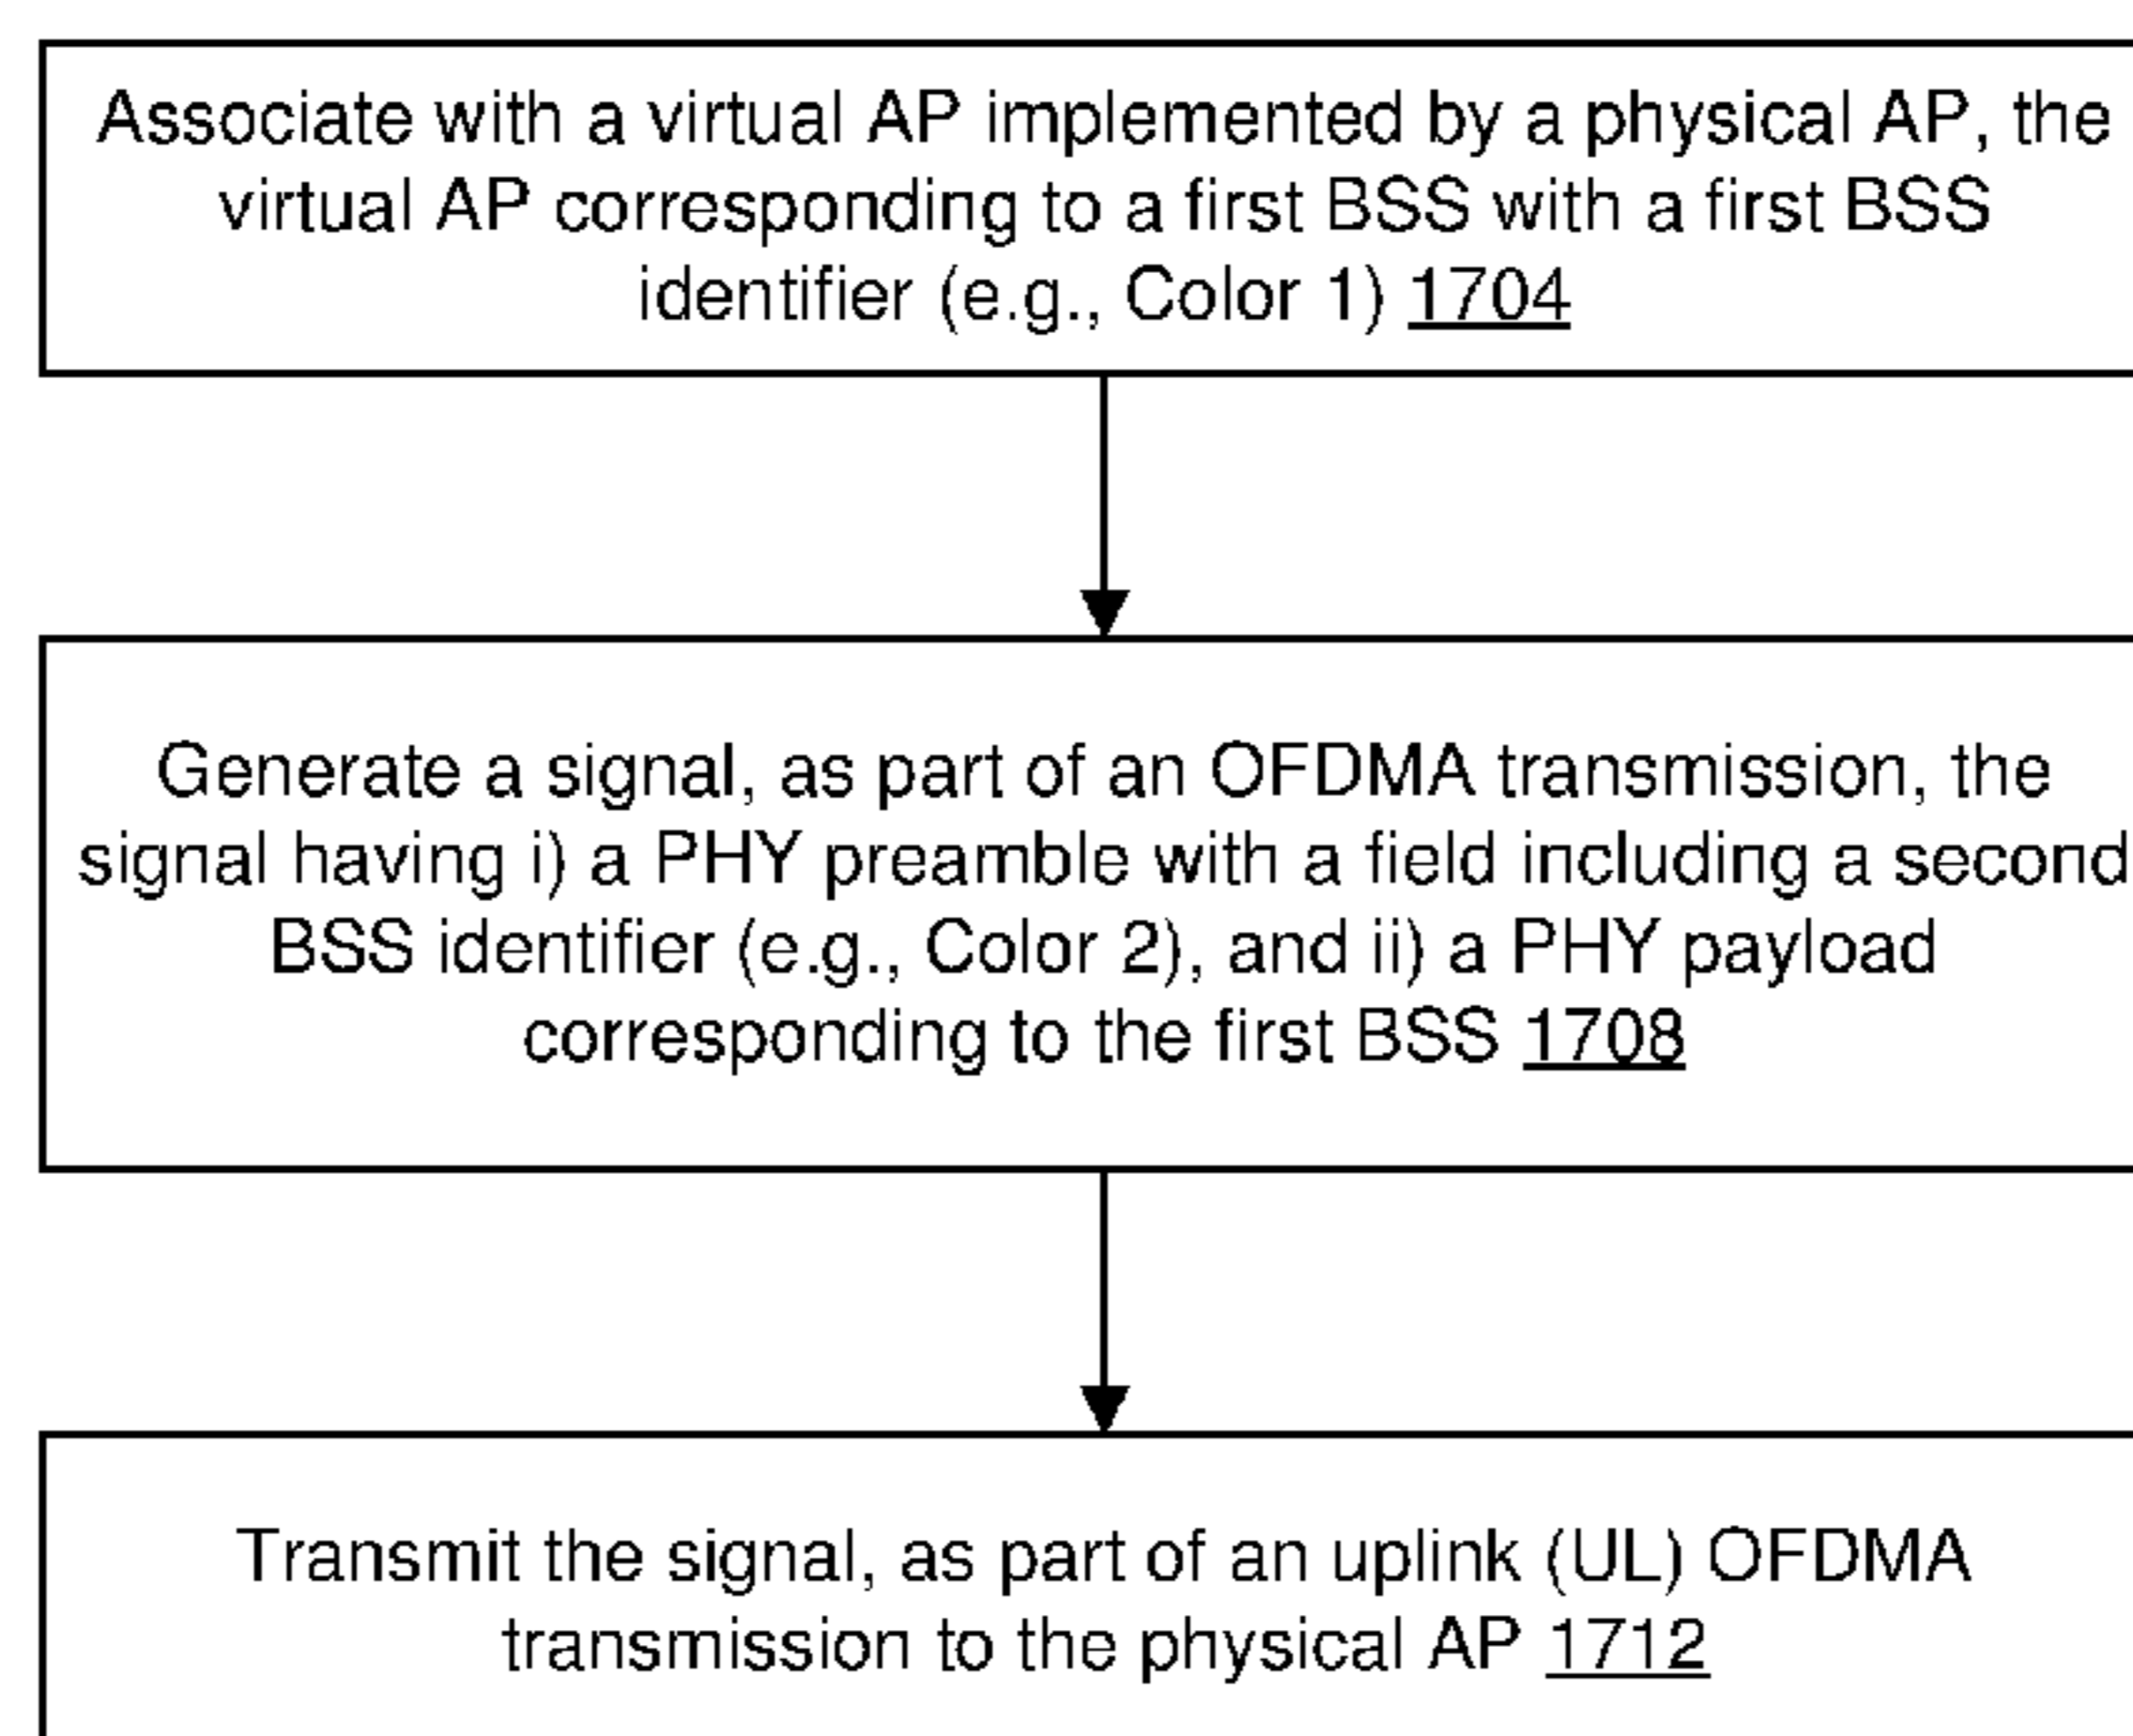 Associate with a virtual AP implemented by a physical AP, the
virtual AP corresponding to a first BSS with a first BSS
identifier (e.g., Color 1) 1704
Generate a signal, as part of an OFDMA transmission, the
signal having i) a PHY preamble with a field including a second
BSS identifier (e.g., Color 2), and ii) a PHY payload
corresponding to the first BSS 1708
Transmit the signal, as part of an uplink (UL) OFDMA
transmission to the physical AP 1712